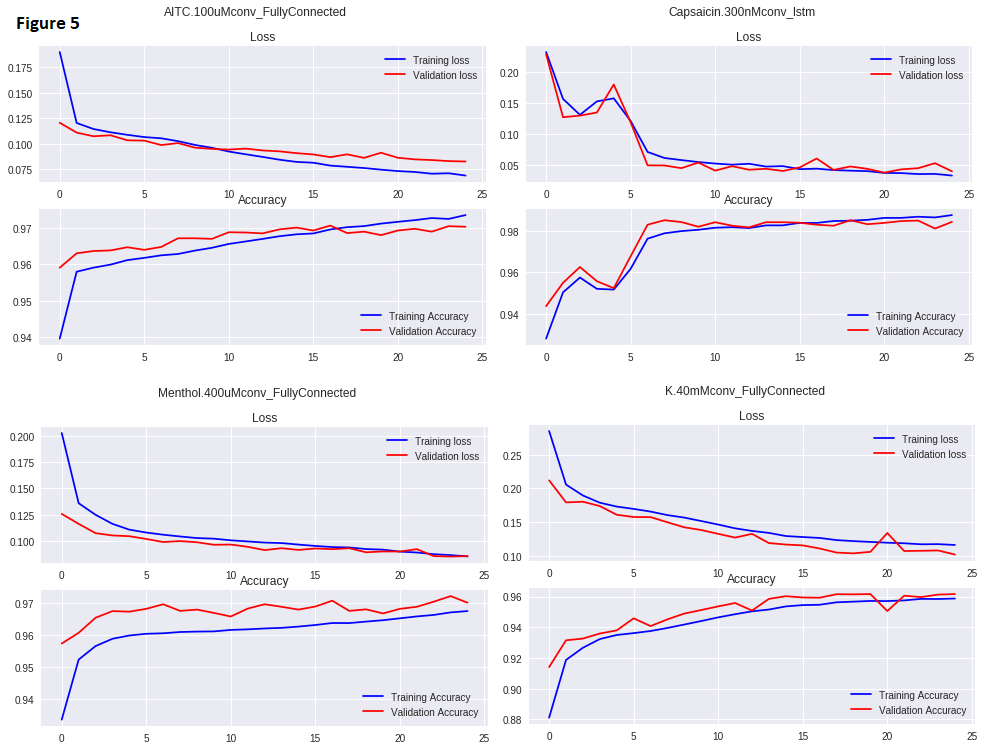 Figure 5
AITC.100uMconv_FullyConnected
Loss
Training loss
Validation loss
0.175
0.150
0.125
0.100
0.075
0 5 10 15 20 25
Accuracy
0.97
0.96
0.95
0.94
Training Accuracy
Validation Accuracy
0 5 10 15 20 25
Capsaicin.300nMconv_lstm
Loss
Training loss
Validation loss
0.20
0.15
0.10
0.05
0 5 10 15 20 25
Accuracy
0.98
0.96
0.94
Training Accuracy
Validation Accuracy
0 5 10 15 20 25
Menthol.400uMconv_FullyConnected
Loss
0.200
Training loss
Validation loss
0.175
0.150
0.125
0.100
0 5 10 15 20 25
Accuracy
0.97
0.96
0.95
0.94
Training Accuracy
Validation Accuracy
0 5 10 15 20 25
K.40mMconv_FullyConnected
Loss
Training loss
Validation loss
0.25
0.20
0.15
0.10
0 5 10 15 20 25
Accuracy
0.96
0.94
0.92
0.90
0.88
Training Accuracy
Validation Accuracy
0 5 10 15 20 25